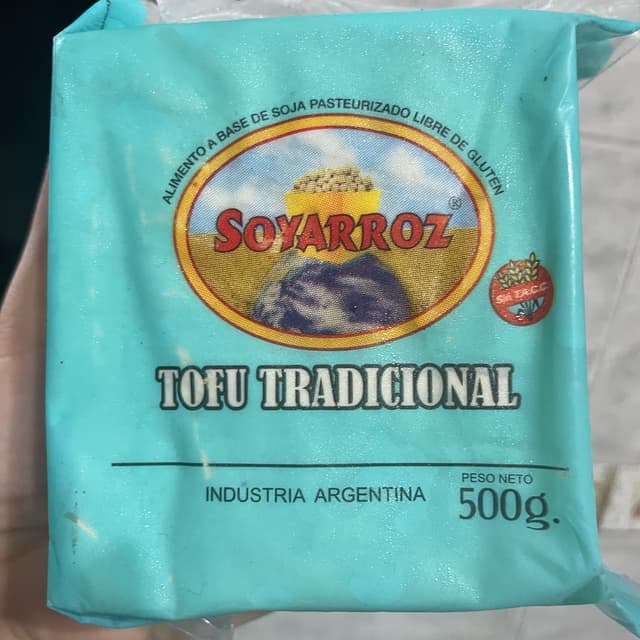 ALIMENTO A BASE DE SOJA PASTEURIZADO LIBRE DE GLUTEN
SOYARROZ ®
Sin T.A.C.C.
TOFU TRADICIONAL
INDUSTRIA ARGENTINA
PESO NETO
500g.